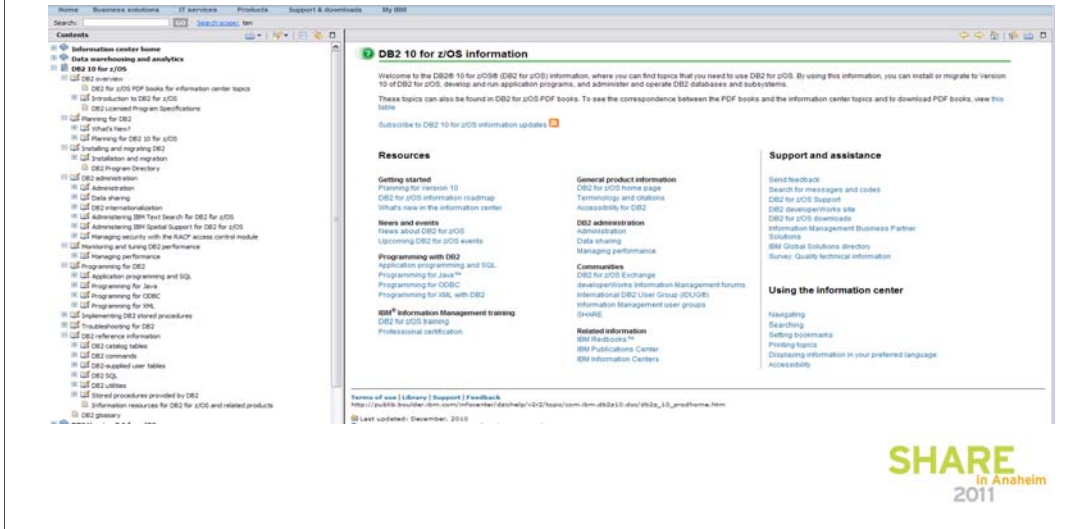 Home Business solutions IT services Products Support & downloads My IBM
Search: GO Search scope: ten
Contents
Information center home
Data warehousing and analytics
DB2 10 for z/OS
DB2 overview
DB2 for z/OS PDF books for information center topics
Introduction to DB2 for z/OS
DB2 Licensed Program Specifications
Planning for DB2
What's New?
Planning for DB2 10 for z/OS
Installing and migrating DB2
Installation and migration
DB2 Program Directory
DB2 administration
Administration
Data sharing
DB2 internationalization
Administering IBM Text Search for DB2 for z/OS
Administering IBM Spatial Support for DB2 for z/OS
Managing security with the RACF access control module
Monitoring and tuning DB2 performance
Managing performance
Programming for DB2
Application programming and SQL
Programming for Java
Programming for ODBC
Programming for XML
Implementing DB2 stored procedures
Troubleshooting for DB2
DB2 reference information
DB2 catalog tables
DB2 commands
DB2-supplied user tables
DB2 SQL
DB2 utilities
Stored procedures provided by DB2
Information resources for DB2 for z/OS and related products
DB2 glossary
DB2 10 for z/OS information
Welcome to the DB2® 10 for z/OS® (DB2 for z/OS) information, where you can find topics that you need to use DB2 for z/OS. By using this information, you can install or migrate to Version
10 of DB2 for z/OS, develop and run application programs, and administer and operate DB2 databases and subsystems.
These topics can also be found in DB2 for z/OS PDF books. To see the correspondence between the PDF books and the information center topics and to download PDF books, view this
table.
Subscribe to DB2 10 for z/OS information updates
Resources
Getting started
Planning for Version 10
DB2 for z/OS information roadmap
What's new in the information center
News and events
News about DB2 for z/OS
Upcoming DB2 for z/OS events
Programming with DB2
Application programming and SQL
Programming for Java™
Programming for ODBC
Programming for XML with DB2
IBM® Information Management training
DB2 for z/OS training
Professional certification
General product information
DB2 for z/OS home page
Terminology and citations
Accessibility for DB2
DB2 administration
Administration
Data sharing
Managing performance
Communities
DB2 for z/OS Exchange
developerWorks Information Management forums
International DB2 User Group (IDUG®)
Information Management user groups
SHARE
Related information
IBM Redbooks™
IBM Publications Center
IBM Information Centers
Support and assistance
Send feedback
Search for messages and codes
DB2 for z/OS Support
DB2 developerWorks site
DB2 for z/OS downloads
Information Management Business Partner
Solutions
IBM Global Solutions directory
Survey: Quality technical information
Using the information center
Navigating
Searching
Setting bookmarks
Printing topics
Displaying information in your preferred language
Accessibility
Terms of use | Library | Support | Feedback
http://publib.boulder.ibm.com/infocenter/dzichelp/v2r2/topic/com.ibm.db2z10.doc/db2z_10_prodhome.htm
Last updated: December, 2010
SHARE
in Anaheim
2011